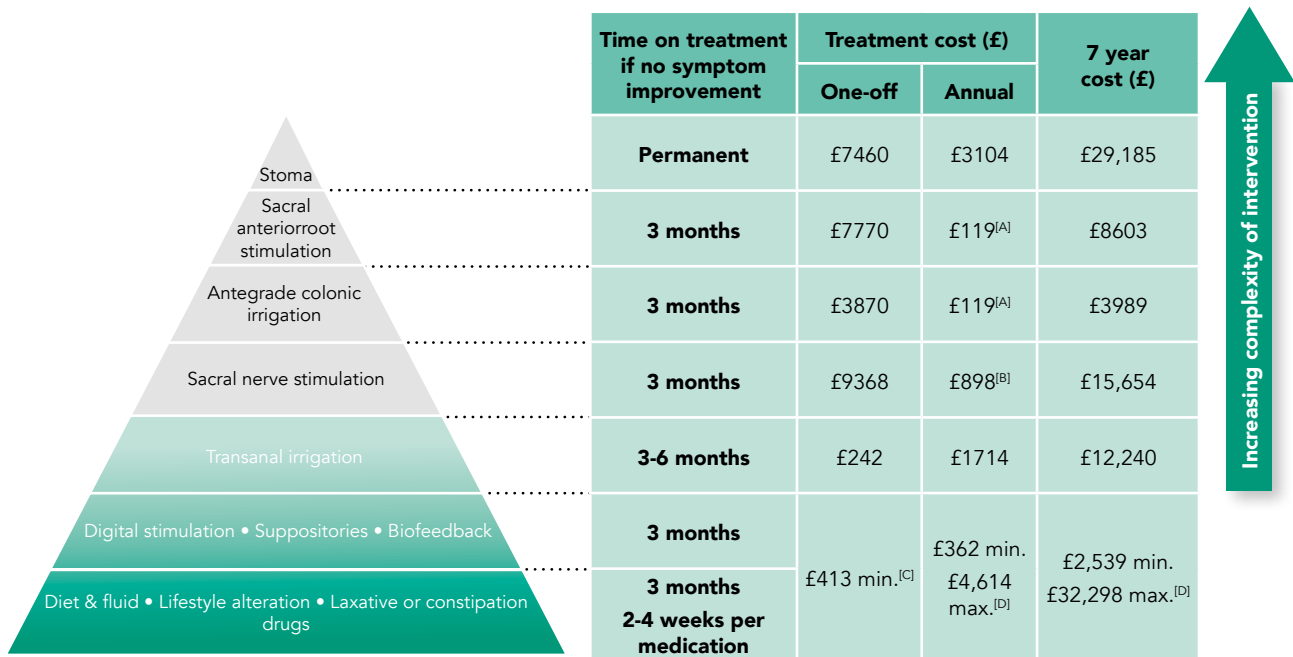 Time on treatment
if no symptom
improvement
Treatment cost (£)
One-off
Annual
7 year
cost (£)
Stoma
Permanent
£7460
£3104
£29,185
Sacral
anteriorroot
stimulation
3 months
£7770
£119[A]
£8603
Antegrade colonic
irrigation
3 months
£3870
£119[A]
£3989
Sacral nerve stimulation
3 months
£9368
£898[B]
£15,654
Transanal irrigation
3-6 months
£242
£1714
£12,240
Digital stimulation • Suppositories • Biofeedback
3 months
Diet & fluid • Lifestyle alteration • Laxative or constipation
drugs
3 months
2-4 weeks per
medication
£413 min.[C]
£362 min.
£4,614
max.[D]
£2,539 min.
£32,298 max.[D]
Increasing complexity of intervention